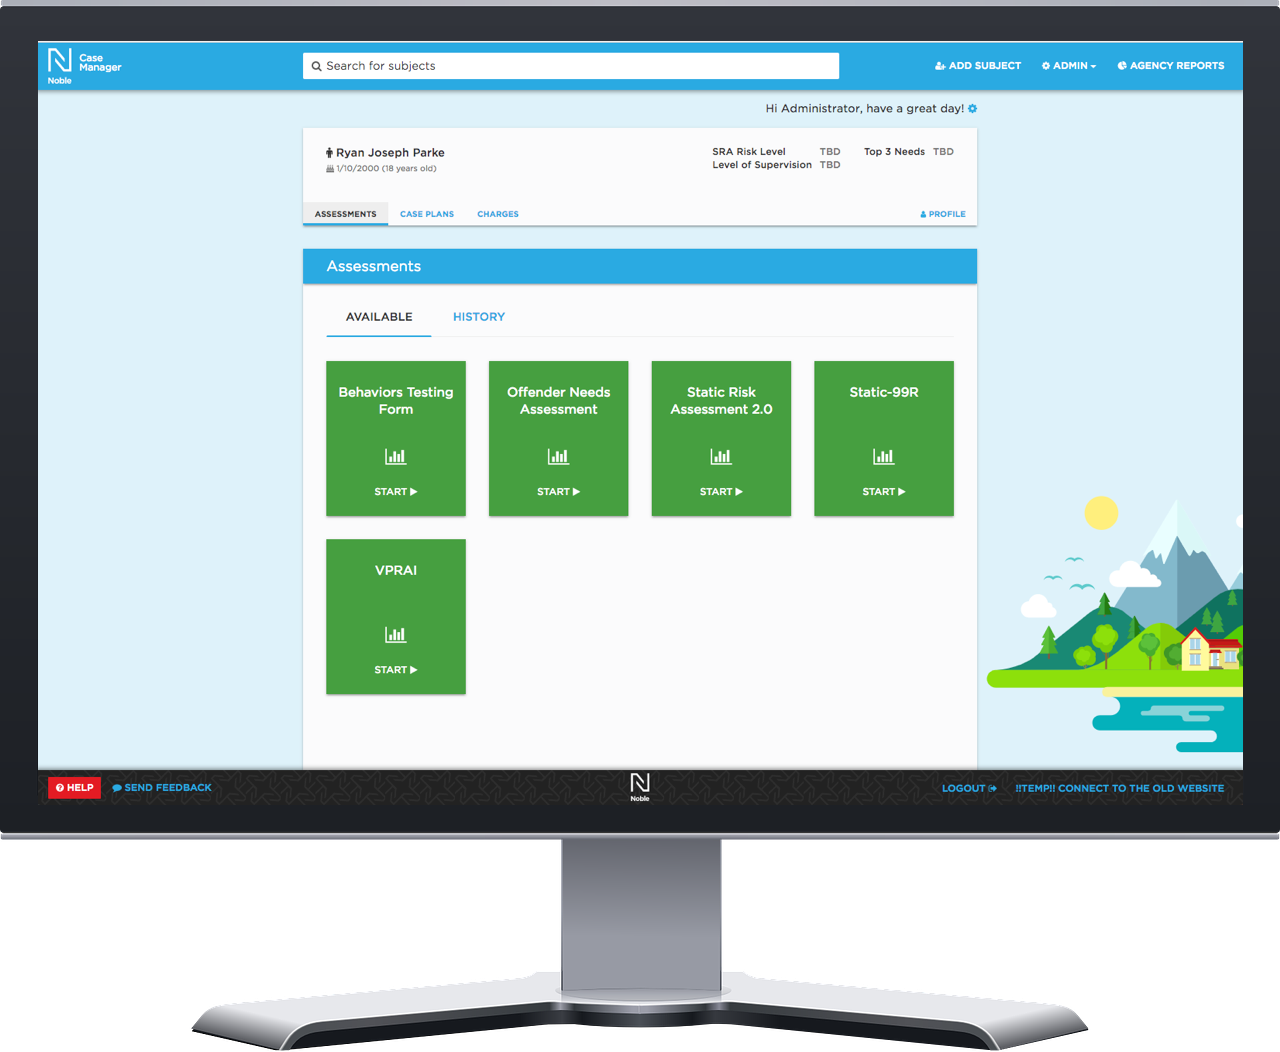 Case
Manager
Noble
Search for subjects
ADD SUBJECT
ADMIN
AGENCY REPORTS
Hi Administrator, have a great day!
Ryan Joseph Parke
1/10/2000 (18 years old)
SRA Risk Level TBD
Level of Supervision TBD
Top 3 Needs TBD
ASSESSMENTS
CASE PLANS
CHARGES
PROFILE
Assessments
AVAILABLE
HISTORY
Behaviors Testing
Form
START
Offender Needs
Assessment
START
Static Risk
Assessment 2.0
START
Static-99R
START
VPRAI
START
HELP
SEND FEEDBACK
Noble
LOGOUT
!!TEMP!! CONNECT TO THE OLD WEBSITE